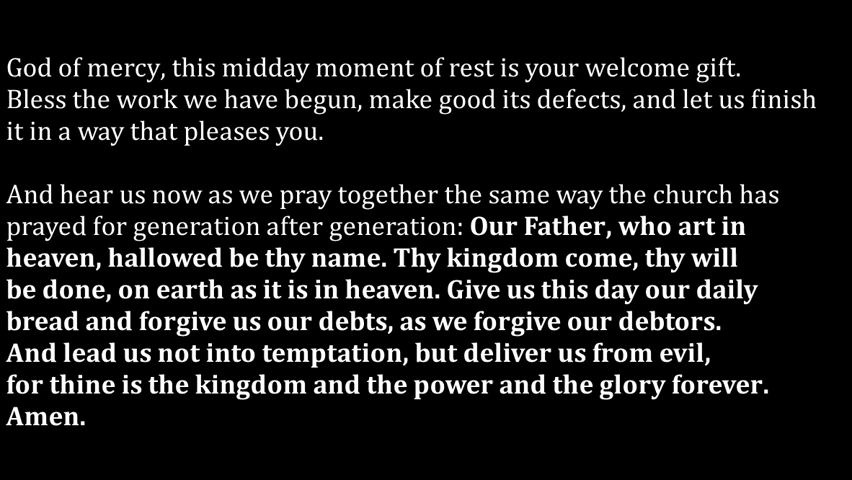 God of mercy, this midday moment of rest is your welcome gift.
Bless the work we have begun, make good its defects, and let us finish
it in a way that pleases you.
And hear us now as we pray together the same way the church has
prayed for generation after generation: Our Father, who art in
heaven, hallowed be thy name. Thy kingdom come, thy will
be done, on earth as it is in heaven. Give us this day our daily
bread and forgive us our debts, as we forgive our debtors.
And lead us not into temptation, but deliver us from evil,
for thine is the kingdom and the power and the glory forever.
Amen.